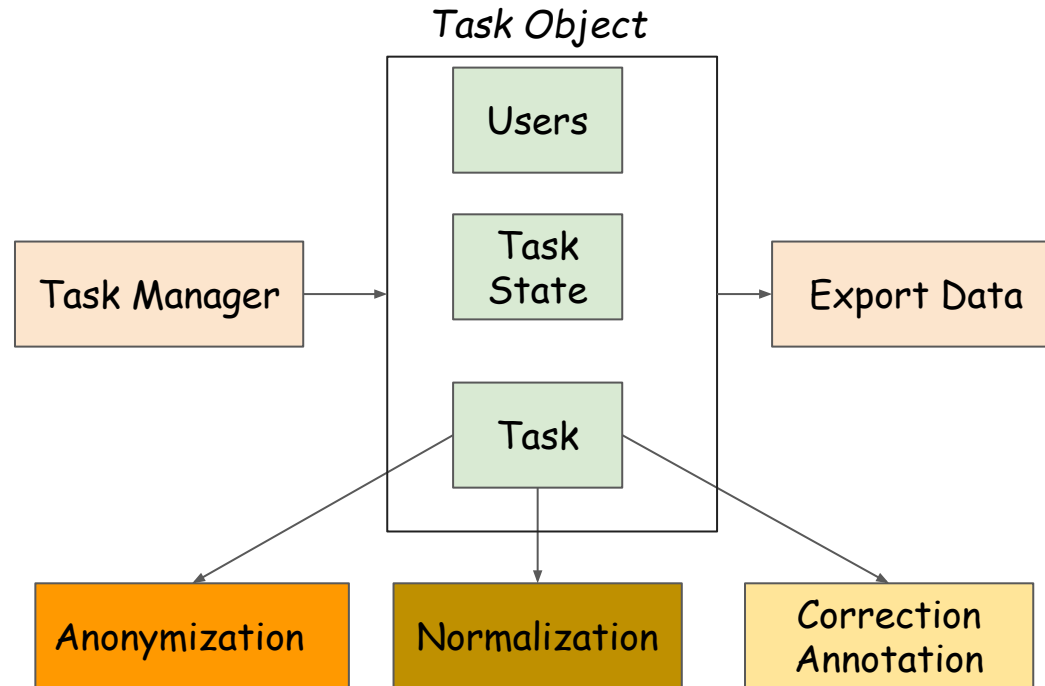 Task Object
Users
Task
State
Task Manager
Export Data
Task
Anonymization
Normalization
Correction
Annotation